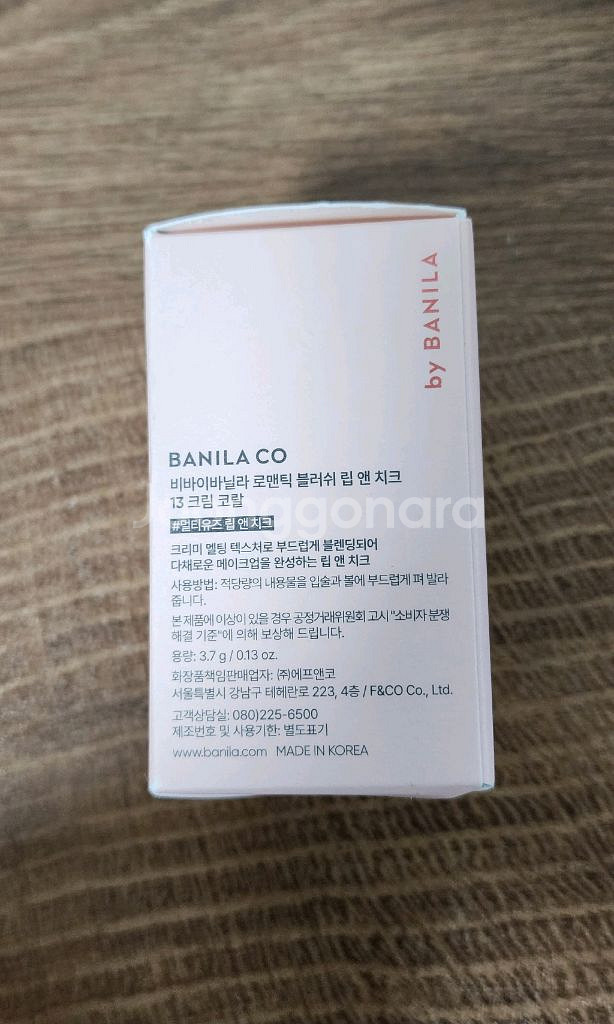 by BANILA
BANILA CO
비바이바닐라 로맨틱 블러쉬 립 앤 치크
13 크림 코랄
#멀티유즈 립 앤 치크
크리미 멜팅 텍스처로 부드럽게 블렌딩되어
다채로운 메이크업을 완성하는 립 앤 치크
사용방법: 적당량의 내용물을 입술과 볼에 부드럽게 펴 발라
줍니다.
본 제품에 이상이 있을 경우 공정거래위원회 고시 "소비자 분쟁
해결 기준"에 의해 보상해 드립니다.
용량: 3.7 g / 0.13 oz.
화장품책임판매업자: ㈜에프앤코
서울특별시 강남구 테헤란로 223, 4층 / F&CO Co., Ltd.
고객상담실: 080)225-6500
제조번호 및 사용기한: 별도표기
www.banila.com MADE IN KOREA